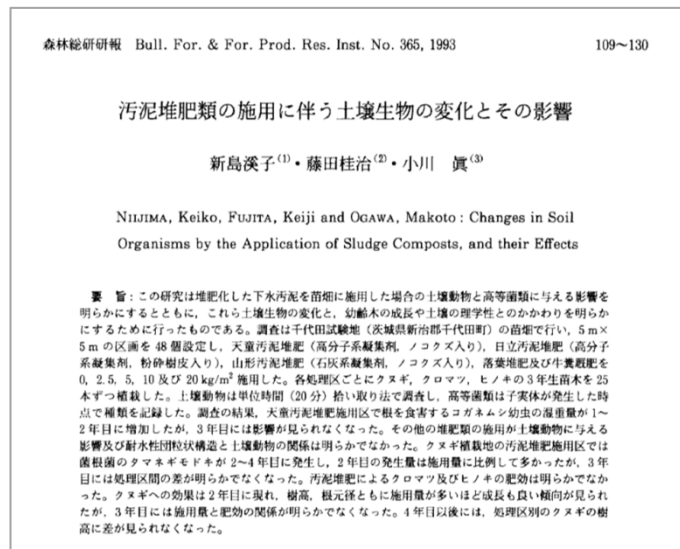 森林総研研報 Bull. For. & For. Prod. Res. Inst. No. 365, 1993 109～130
汚泥堆肥類の施用に伴う土壌生物の変化とその影響
新島溪子(1)・藤田桂治(2)・小川 眞(3)
NIIJIMA, Keiko, FUJITA, Keiji and OGAWA, Makoto : Changes in Soil
Organisms by the Application of Sludge Composts, and their Effects
要 旨：この研究は堆肥化した下水汚泥を苗畑に施用した場合の土壌動物と高等菌類に与える影響を
明らかにするとともに，これら土壌生物の変化と，幼齢木の成長や土壌の理学性とのかかわりを明らか
にするために行ったものである。調査は千代田試験地（茨城県新治郡千代田町）の苗畑で行い，5 m×
5 mの区画を48個設定し，天童汚泥堆肥（高分子系凝集剤，ノコクズ入り），日立汚泥堆肥（高分子
系凝集剤，粉砕樹皮入り），山形汚泥堆肥（石灰系凝集剤，ノコクズ入り），落葉堆肥及び牛糞厩肥を
0, 2.5, 5, 10 及び 20 kg/m² 施用した。各処理区ごとにクヌギ，クロマツ，ヒノキの3年生苗木を25
本ずつ植栽した。土壌動物は単位時間（20分）拾い取り法で調査し，高等菌類は子実体が発生した時
点で種類を記録した。調査の結果，天童汚泥堆肥施用区で根を食害するコガネムシ幼虫の湿重量が1～
2年目に増加したが，3年目には影響が見られなくなった。その他の堆肥類の施用が土壌動物に与える
影響及び耐水性団粒状構造と土壌動物の関係は明らかでなかった。クヌギ植栽地の汚泥堆肥施用区では
菌根菌のタマネギモドキが2～4年目に発生し，2年目の発生量は施用量に比例して多かったが，3年
目には処理区間の差が明らかでなくなった。汚泥堆肥によるクロマツ及びヒノキの肥効は明らかでなか
った。クヌギへの効果は2年目に現れ，樹高，根元径ともに施用量が多いほど成長も良い傾向が見られ
たが，3年目には施用量と肥効の関係が明らかでなくなった。4年目以後には，処理区別のクヌギの樹
高に差が見られなくなった。